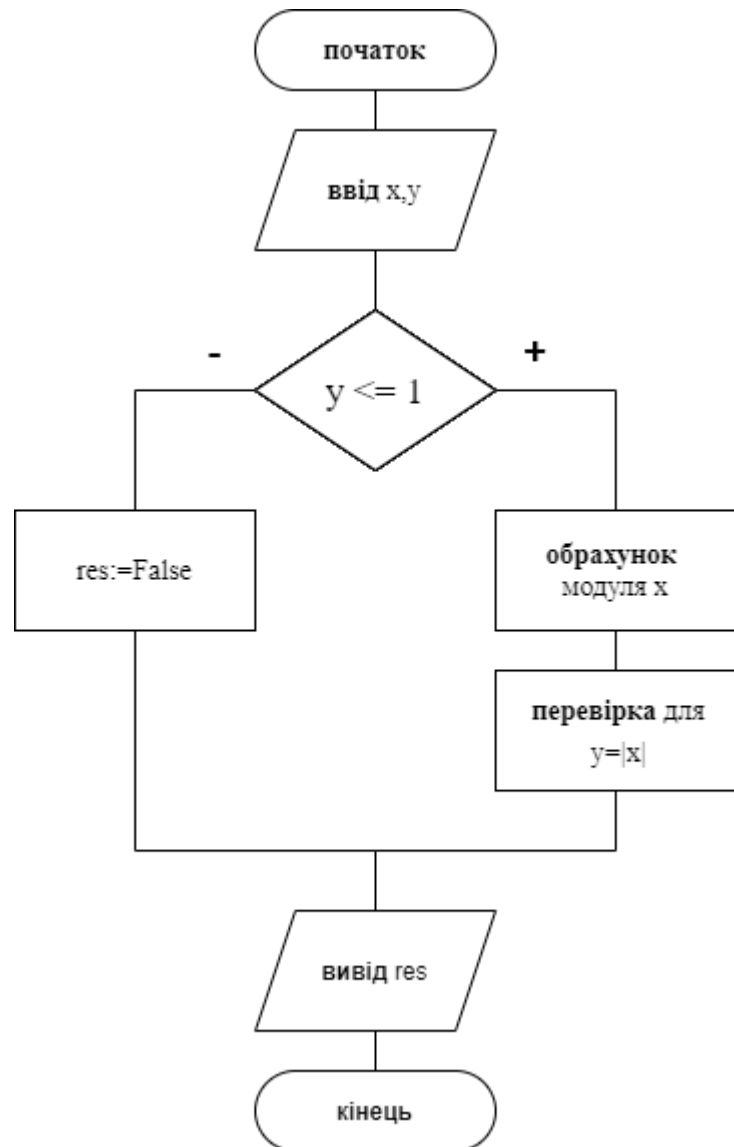 початок
ввід x,y
-
+
y <= 1
res:=False
обрахунок
модуля x
перевірка для
y=|x|
вивід res
кінець